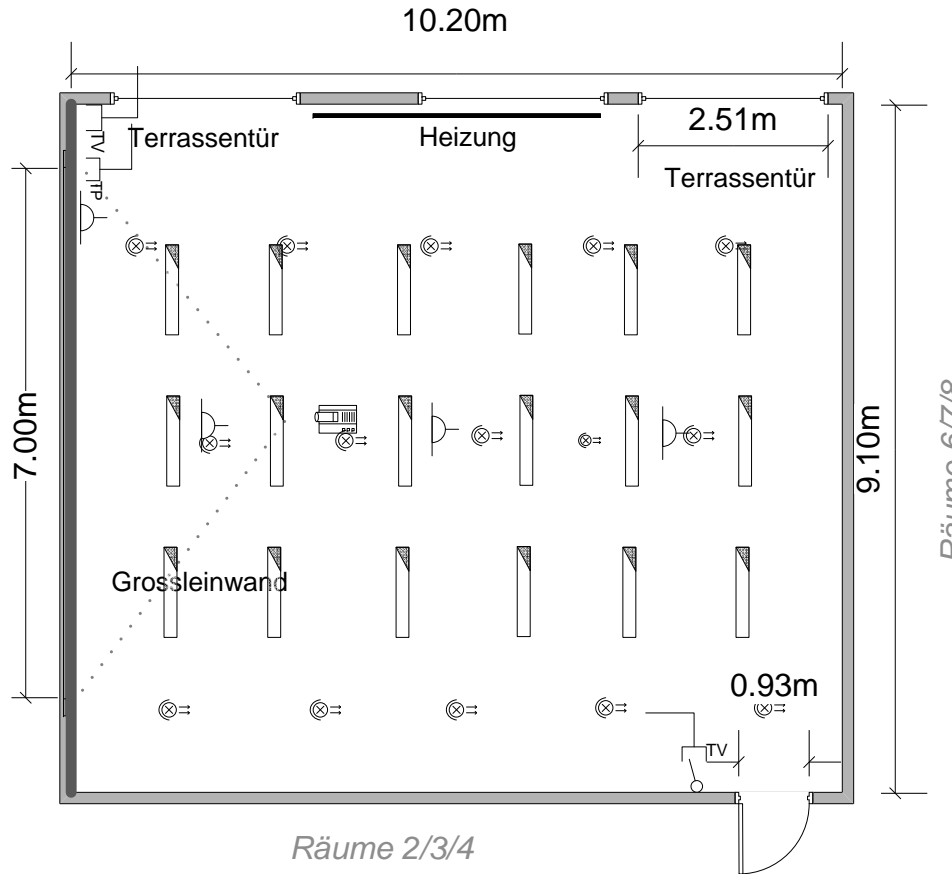 10.20m
Terrassentür
Heizung
2.51m
Terrassentür
TV
TP
7.00m
9.10m
Räume 6/7/8
Grossleinwand
0.93m
TV
Räume 2/3/4